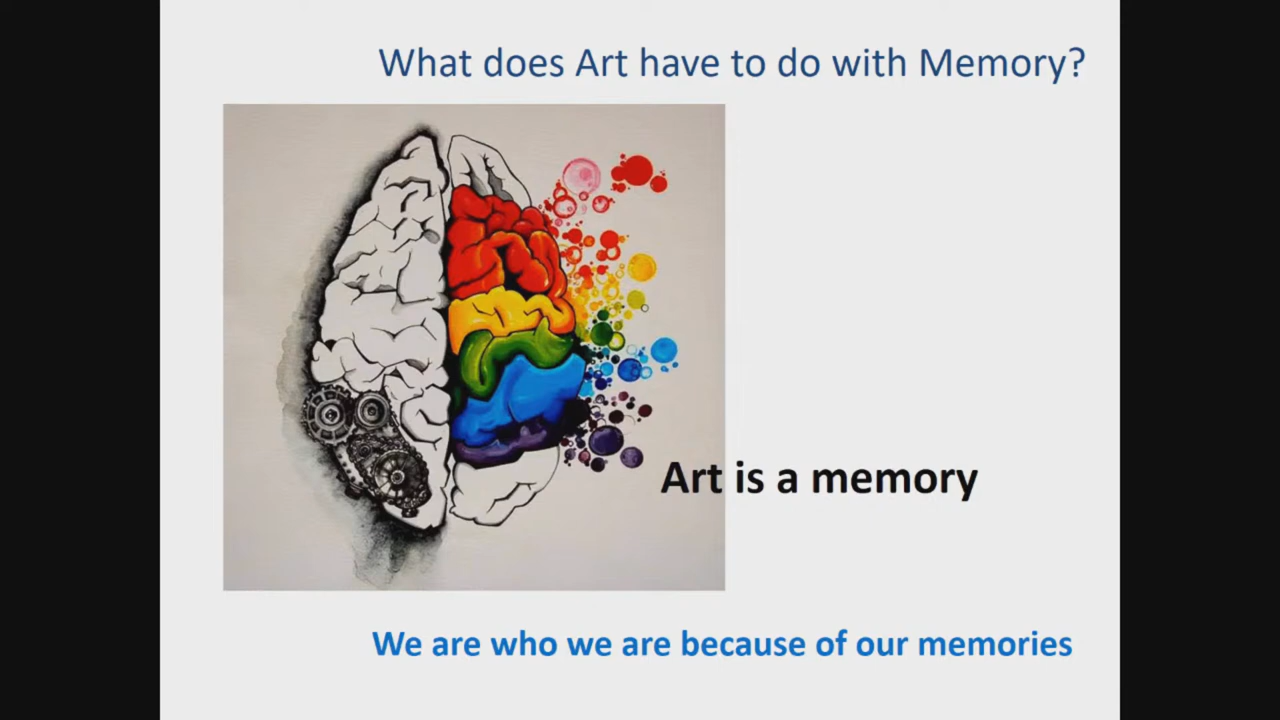 What does Art have to do with Memory?
Art is a memory
We are who we are because of our memories